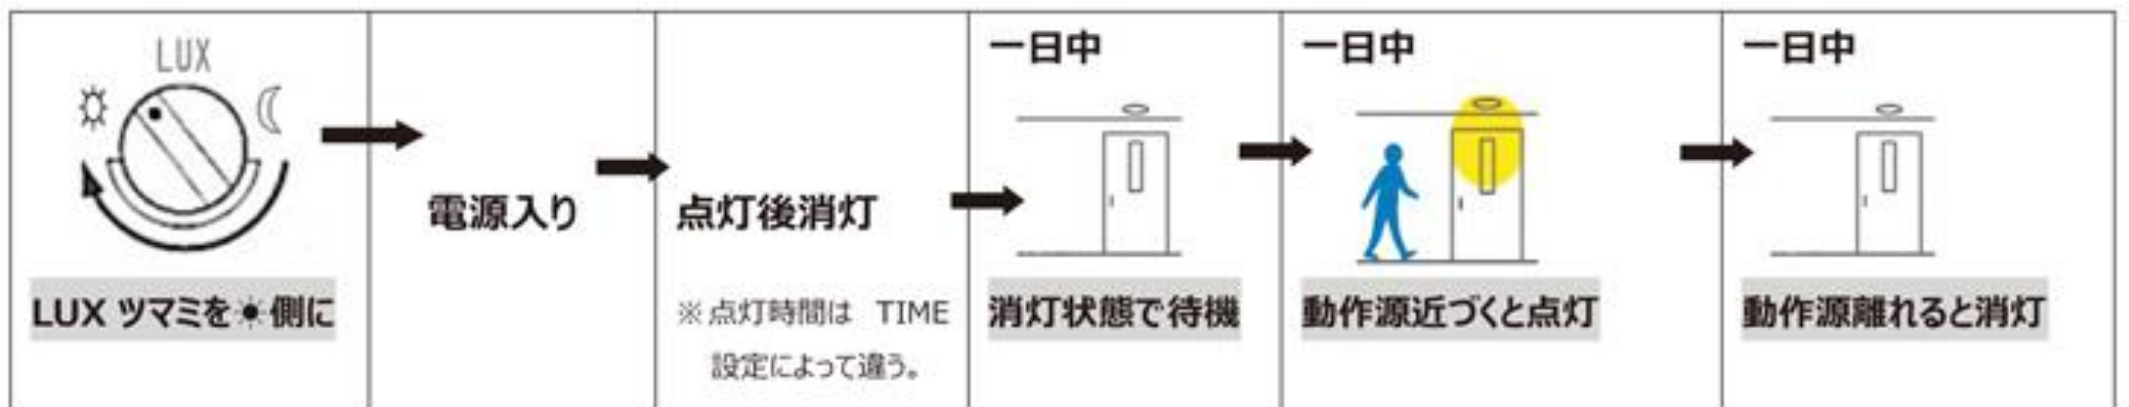 LUX
LUX ツマミを☀側に
電源入り
点灯後消灯
※点灯時間は TIME
設定によって違う。
一日中
消灯状態で待機
一日中
動作源近づくと点灯
一日中
動作源離れると消灯